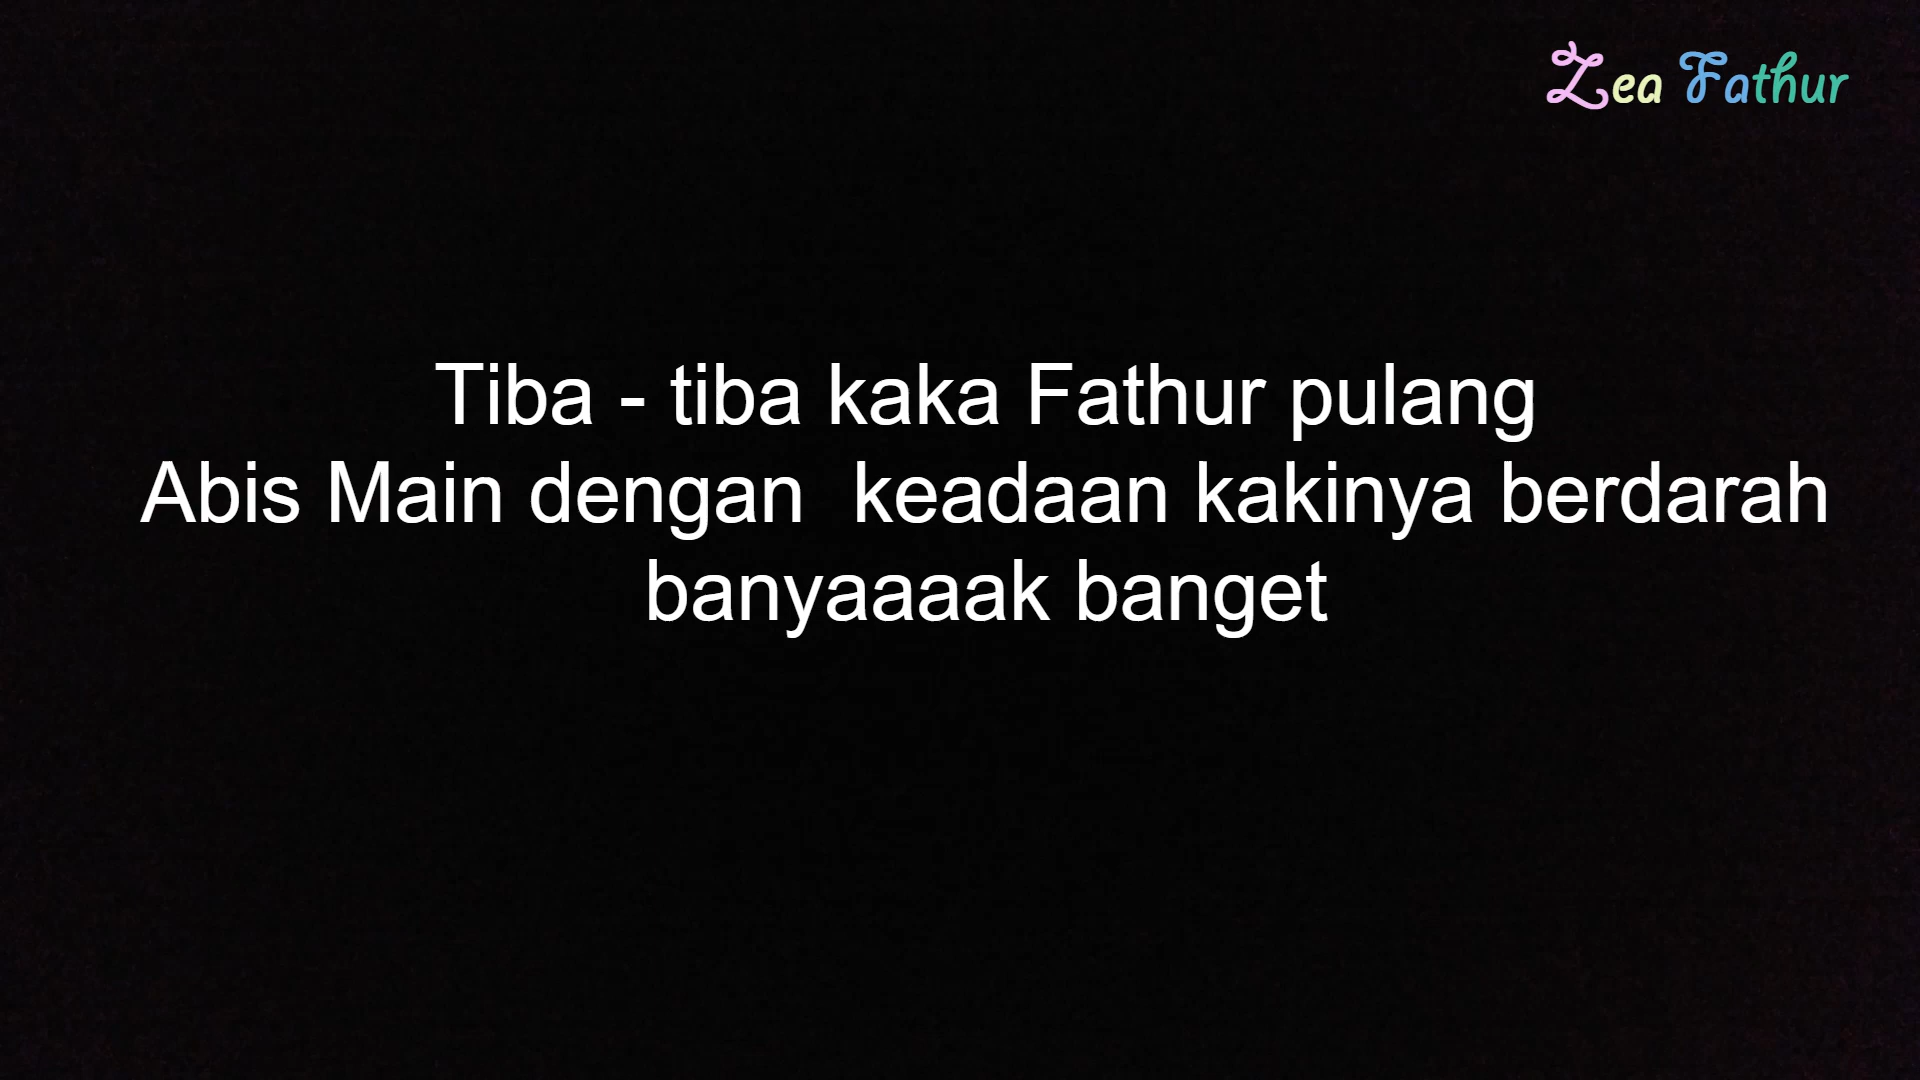 Zea Fathur
Tiba - tiba kaka Fathur pulang
Abis Main dengan  keadaan kakinya berdarah
banyaaaak banget